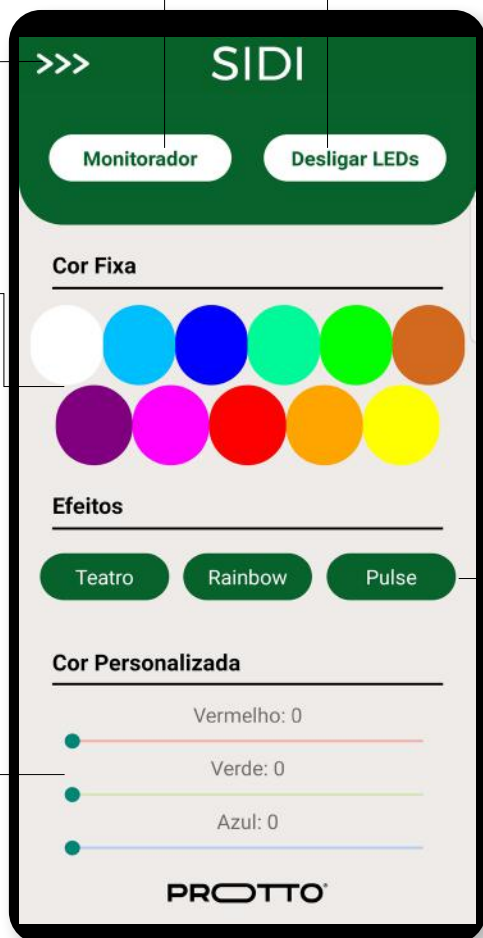 >>> SIDI
Monitorador Desligar LEDs
Cor Fixa
Efeitos
Teatro Rainbow Pulse
Cor Personalizada
Vermelho: 0
Verde: 0
Azul: 0
PROTTO